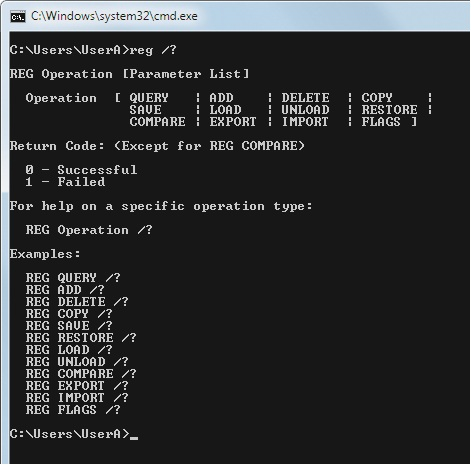 C:\Windows\system32\cmd.exe
C:\Users\UserA>reg /?
REG Operation [Parameter List]
Operation [ QUERY ¦ ADD ¦ DELETE ¦ COPY ¦
SAVE ¦ LOAD ¦ UNLOAD ¦ RESTORE ¦
COMPARE ¦ EXPORT ¦ IMPORT ¦ FLAGS ]
Return Code: (Except for REG COMPARE)
0 - Successful
1 - Failed
For help on a specific operation type:
REG Operation /?
Examples:
REG QUERY /?
REG ADD /?
REG DELETE /?
REG COPY /?
REG SAVE /?
REG RESTORE /?
REG LOAD /?
REG UNLOAD /?
REG COMPARE /?
REG EXPORT /?
REG IMPORT /?
REG FLAGS /?
C:\Users\UserA>_